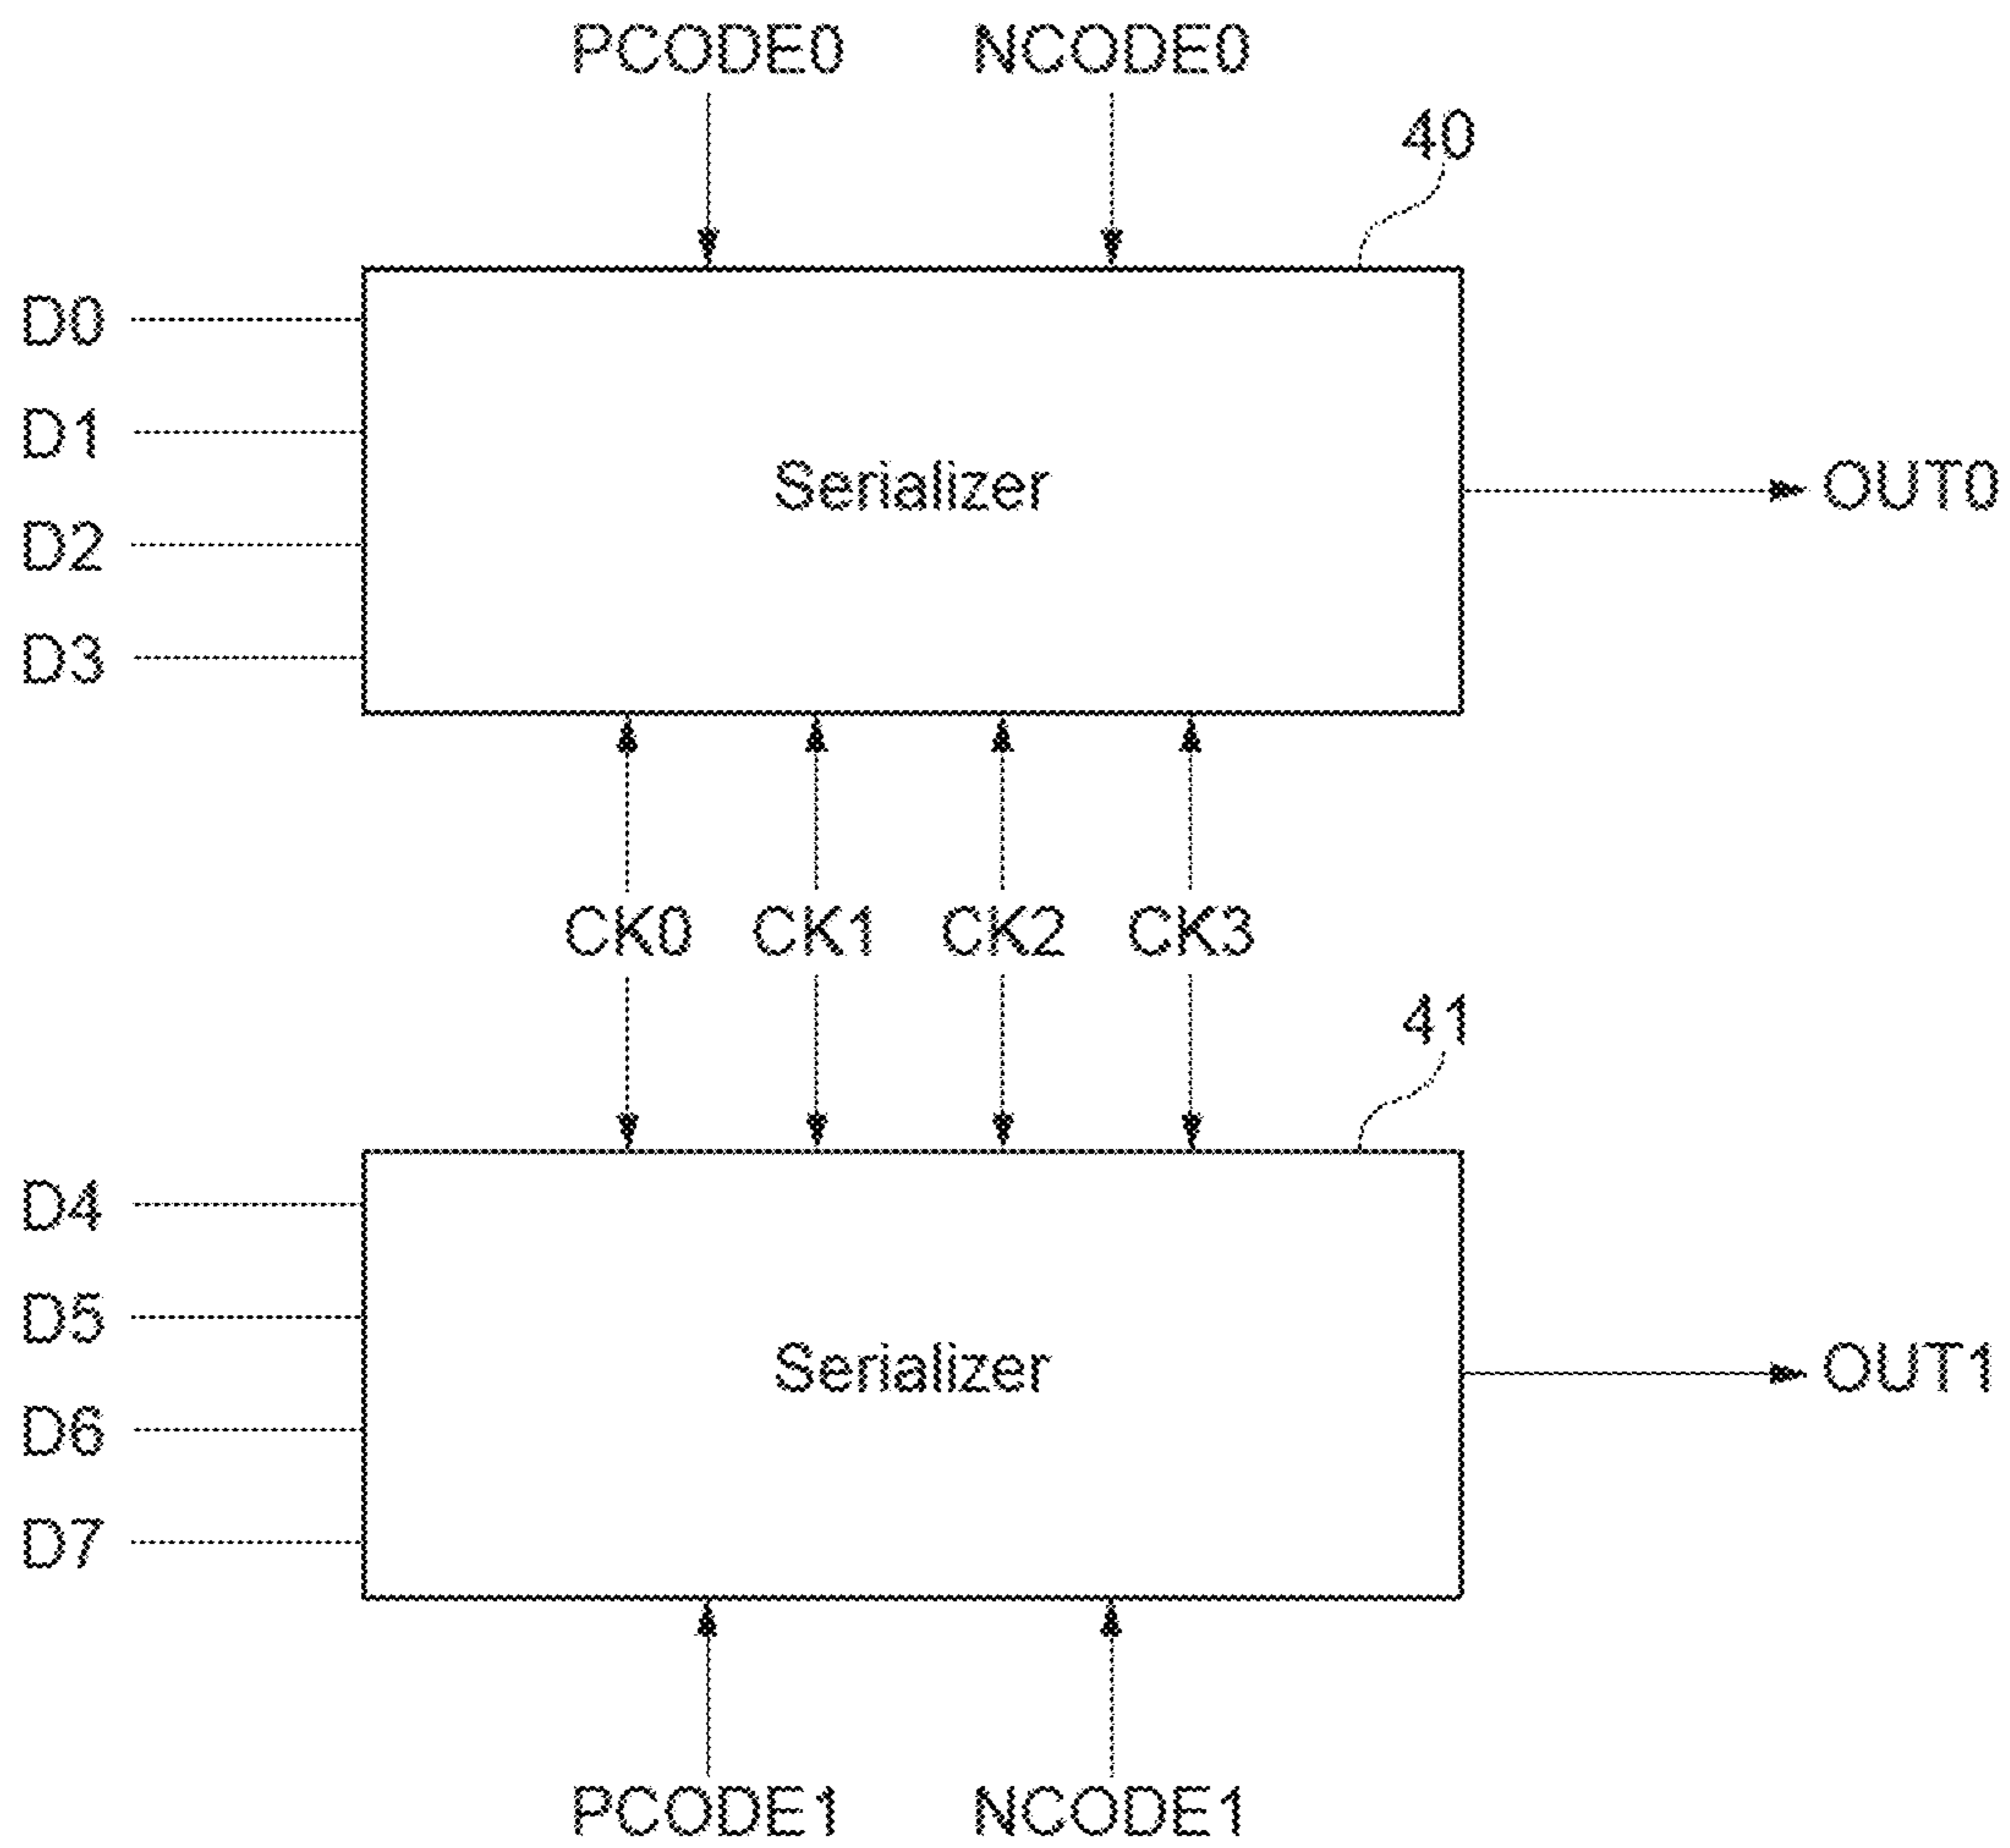 PCODE0 NCODE0
40
D0
D1
Serializer
OUT0
D2
D3
CK0 CK1 CK2 CK3
41
D4
D5
Serializer
OUT1
D6
D7
PCODE1 NCODE1